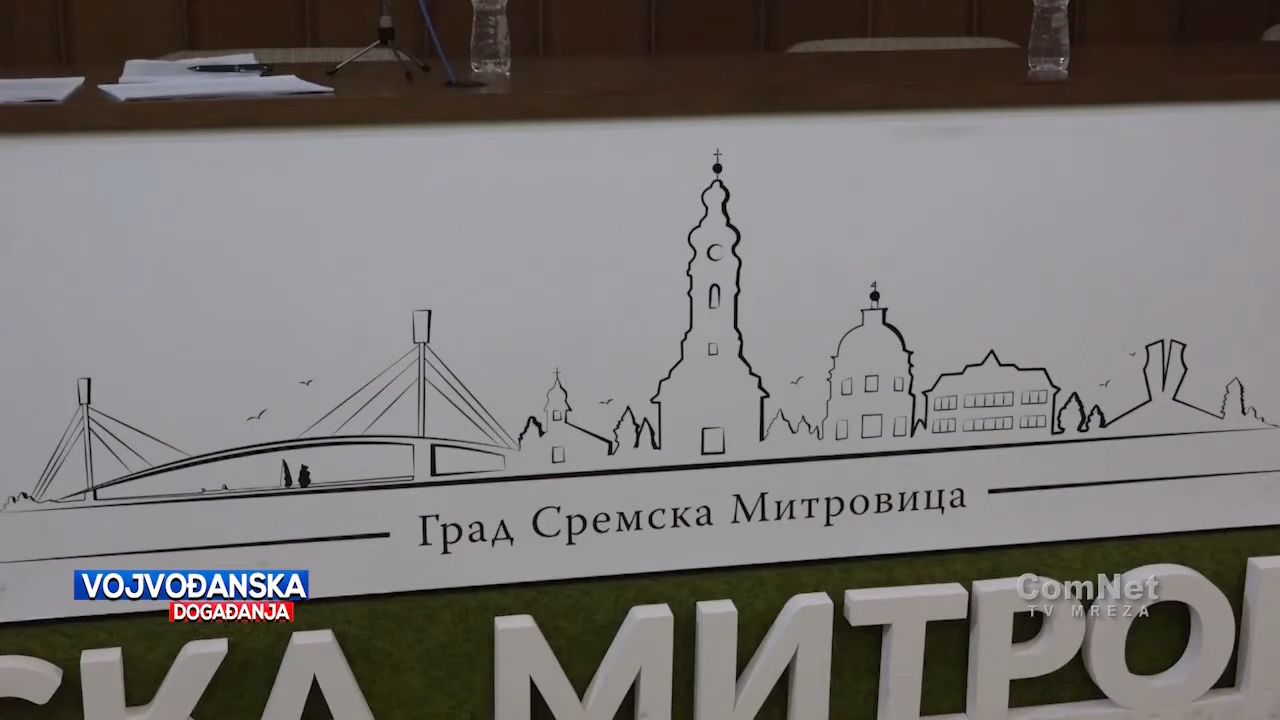 Град Сремска Митровица
VOJVOĐANSKA
DOGAĐANJA
ComNet
TV MREZA
СКА МИТРО